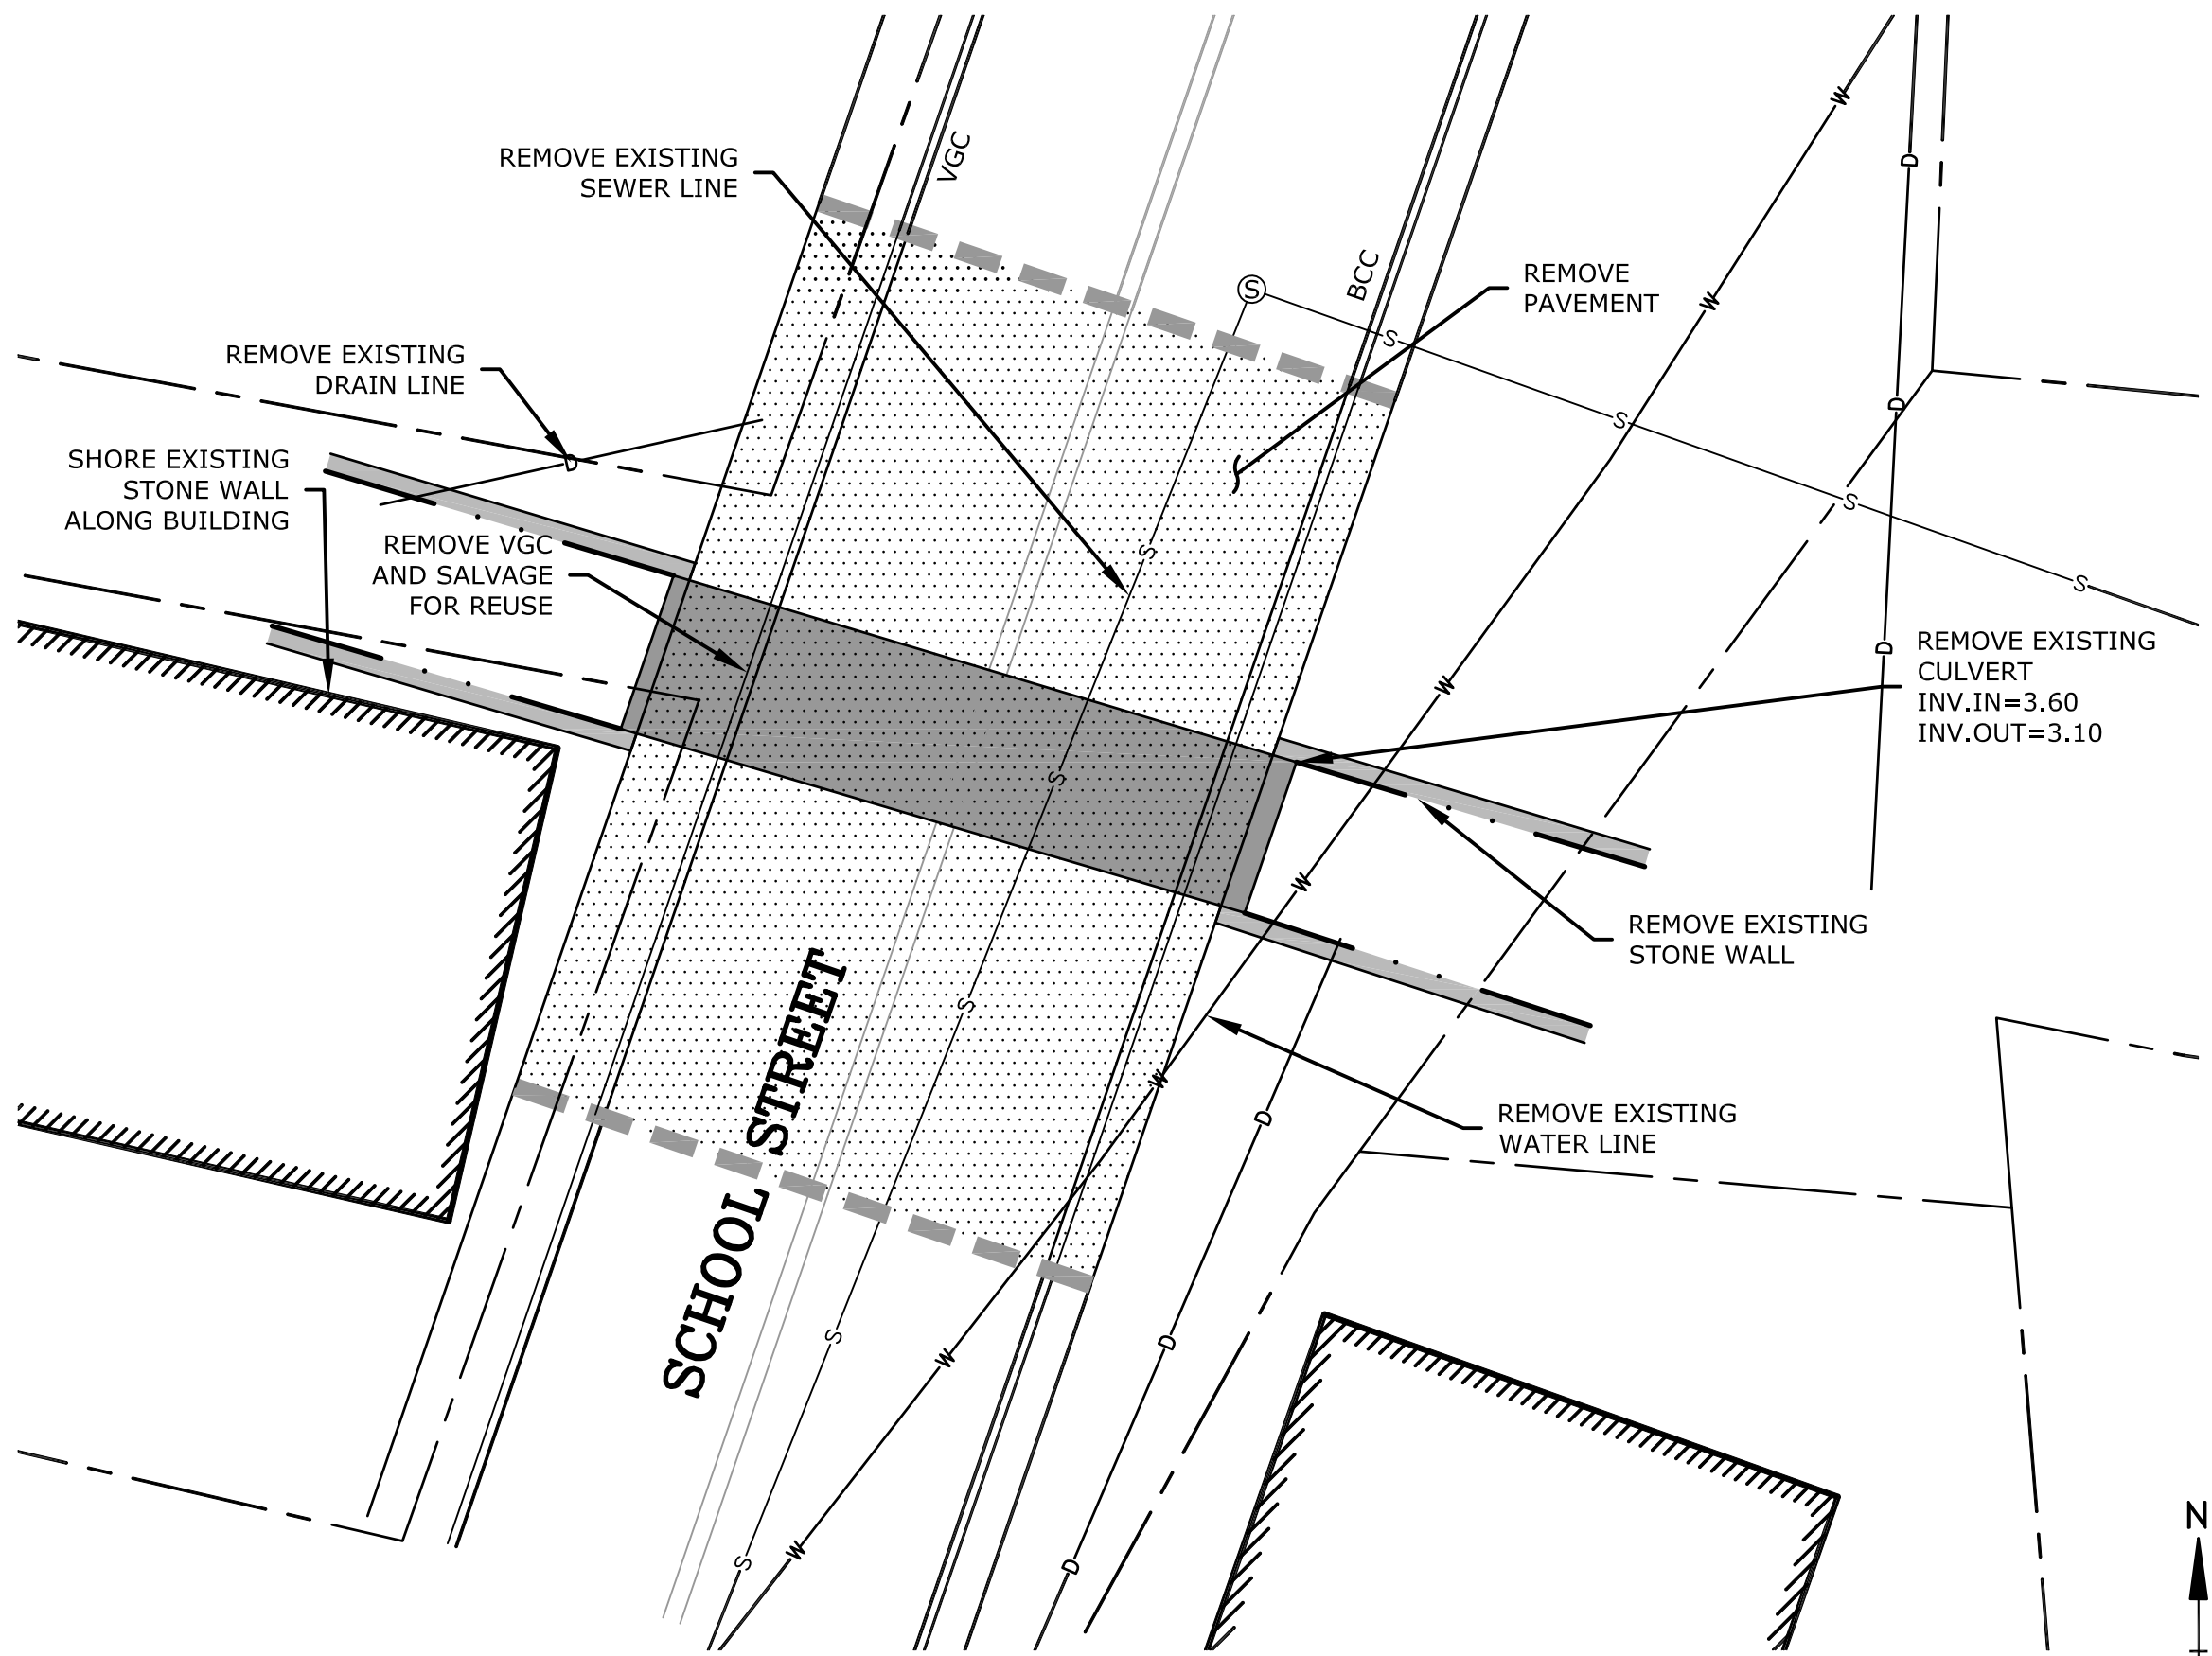 VGC
REMOVE EXISTING
SEWER LINE
BCC
REMOVE
PAVEMENT
REMOVE EXISTING
DRAIN LINE
SHORE EXISTING
STONE WALL
ALONG BUILDING
REMOVE VGC
AND SALVAGE
FOR REUSE
REMOVE EXISTING
CULVERT
INV.IN=3.60
INV.OUT=3.10
REMOVE EXISTING
STONE WALL
REMOVE EXISTING
WATER LINE
SCHOOL STREET
W
W
W
W
W
W
W
D
D
D
D
D
D
D
S
S
S
S
S
S
S
S
S
S
N